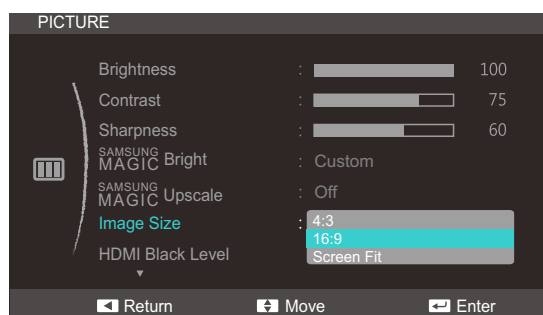 PICTURE
Brightness : 100
Contrast : 75
Sharpness : 60
SAMSUNG MAGIC Bright : Custom
SAMSUNG MAGIC Upscale : Off
Image Size : 4:3
16:9
Screen Fit
HDMI Black Level
Return Move Enter